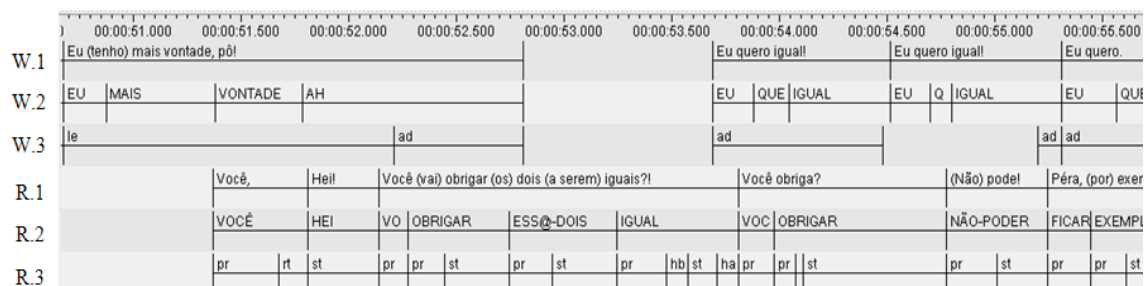 00:00:51.000 00:00:51.500 00:00:52.000 00:00:52.500 00:00:53.000 00:00:53.500 00:00:54.000 00:00:54.500 00:00:55.000 00:00:55.500
W.1 Eu (tenho) mais vontade, pô! Eu quero igual! Eu quero igual! Eu quero.
W.2 EU MAIS VONTADE AH EU QUE IGUAL EU Q IGUAL EU QUE
W.3 le ad ad ad ad
R.1 Você, Hei! Você (vai) obrigar (os) dois (a serem) iguais?! Você obriga? (Não) pode! Péra, (por) exer
R.2 VOCÊ HEI VO OBRIGAR ESS@-DOIS IGUAL VOC OBRIGAR NÃO-PODER FICAR EXEMPL
R.3 pr rt st pr pr st pr st pr hb st ha pr pr st pr st pr pr st